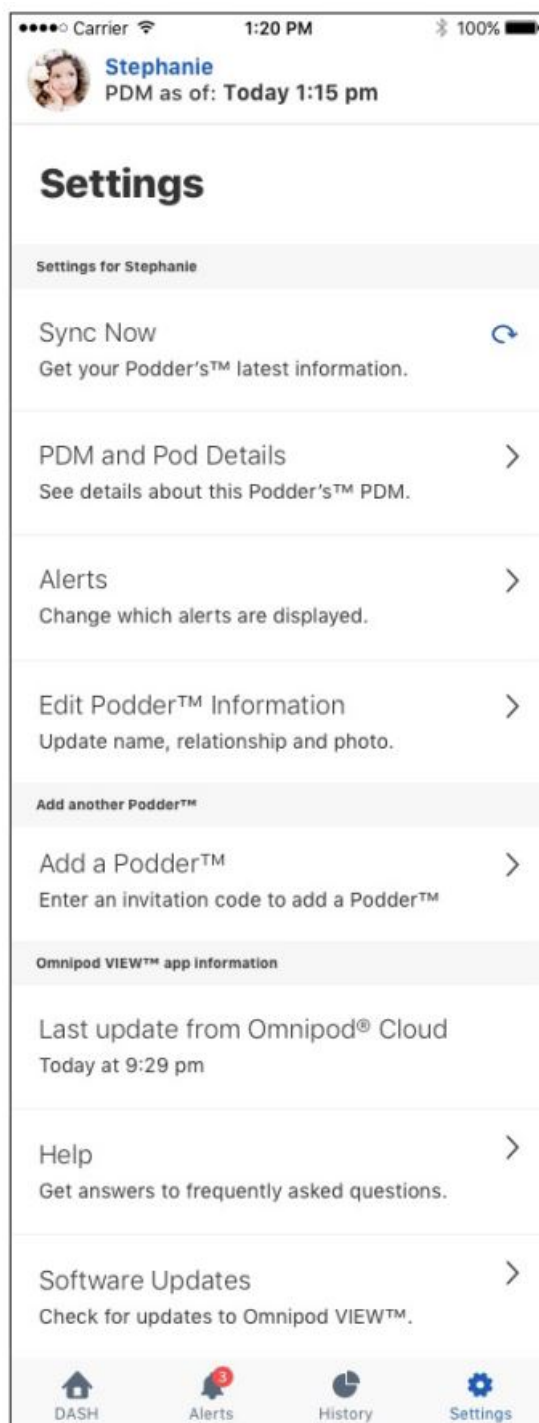 Carrier 1:20 PM 100%
Stephanie
PDM as of: Today 1:15 pm
Settings
Settings for Stephanie
Sync Now
Get your Podder's™ latest information.
PDM and Pod Details
See details about this Podder's™ PDM.
Alerts
Change which alerts are displayed.
Edit Podder™ Information
Update name, relationship and photo.
Add another Podder™
Add a Podder™
Enter an invitation code to add a Podder™
Omnipod VIEW™ app information
Last update from Omnipod® Cloud
Today at 9:29 pm
Help
Get answers to frequently asked questions.
Software Updates
Check for updates to Omnipod VIEW™.
3
DASH Alerts History Settings